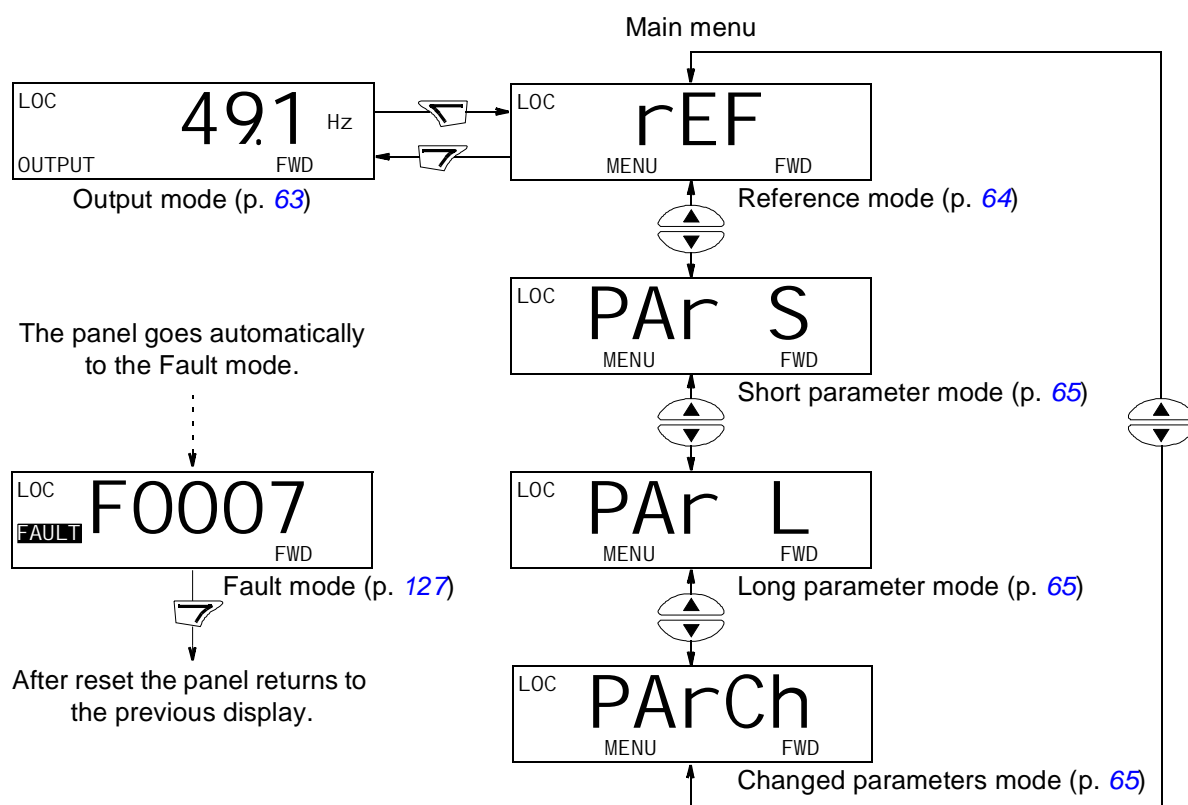 Main menu
LOC
49.1 Hz
OUTPUT FWD
Output mode (p. 63)
LOC
rEF
MENU FWD
Reference mode (p. 64)
LOC
PAr S
MENU FWD
Short parameter mode (p. 65)
The panel goes automatically
to the Fault mode.
LOC
F0007
FAULT
FWD
Fault mode (p. 127)
After reset the panel returns to
the previous display.
LOC
PAr L
MENU FWD
Long parameter mode (p. 65)
LOC
PArCh
MENU FWD
Changed parameters mode (p. 65)